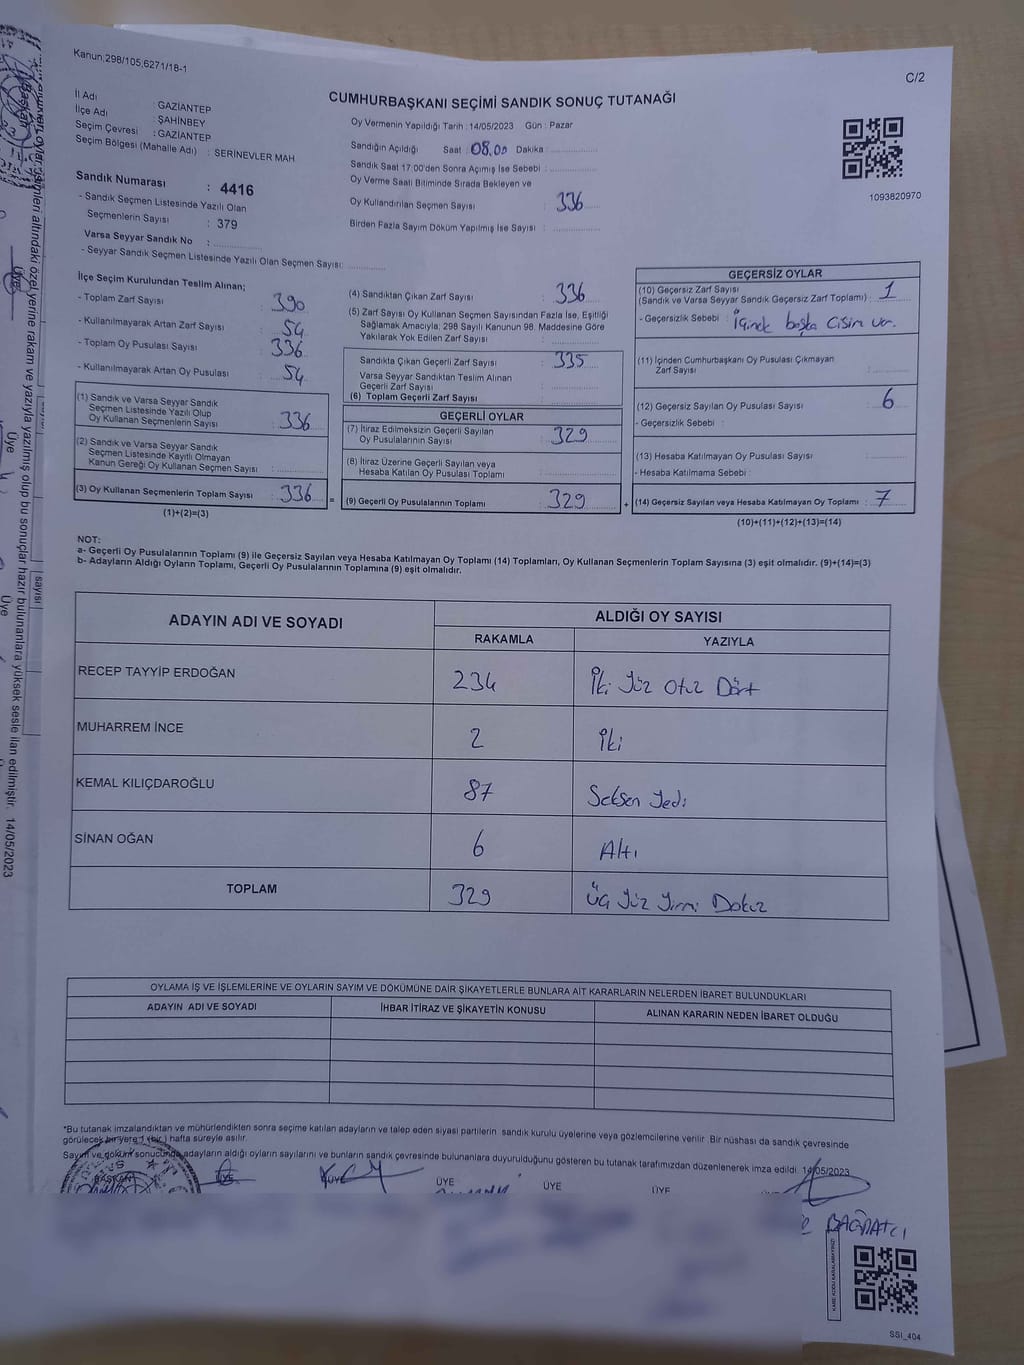 Kanun,298/105,6271/18-1
C/2
CUMHURBAŞKANI SEÇİMİ SANDIK SONUÇ TUTANAĞI
İl Adı : GAZİANTEP
İlçe Adı : ŞAHİNBEY
Seçim Çevresi : GAZİANTEP
Seçim Bölgesi (Mahalle Adı) : SERİNEVLER MAH
Sandık Numarası : 4416
- Sandık Seçmen Listesinde Yazılı Olan
Seçmenlerin Sayısı : 379
Varsa Seyyar Sandık No :
- Seyyar Sandık Seçmen Listesinde Yazılı Olan Seçmen Sayısı:
Oy Vermenin Yapıldığı Tarih : 14/05/2023 Gün : Pazar
Sandığın Açıldığı Saat : 08.00 Dakika :
Sandık Saat 17:00'den Sonra Açımış İse Sebebi :
Oy Verme Saati Bitiminde Sırada Bekleyen ve
Oy Kullandırılan Seçmen Sayısı : 336
Birden Fazla Sayım Döküm Yapılmış İse Sayısı :
1093820970
İlçe Seçim Kurulundan Teslim Alınan;
- Toplam Zarf Sayısı : 390
- Kullanılmayarak Artan Zarf Sayısı : 54
- Toplam Oy Pusulası Sayısı : 336
- Kullanılmayarak Artan Oy Pusulası : 54
(1) Sandık ve Varsa Seyyar Sandık
Seçmen Listesinde Yazılı Olup
Oy Kullanan Seçmenlerin Sayısı : 336
(2) Sandık ve Varsa Seyyar Sandık
Seçmen Listesinde Kayıtlı Olmayan
Kanun Gereği Oy Kullanan Seçmen Sayısı :
(3) Oy Kullanan Seçmenlerin Toplam Sayısı : 336
(1)+(2)=(3)
(4) Sandıktan Çıkan Zarf Sayısı : 336
(5) Zarf Sayısı Oy Kullanan Seçmen Sayısından Fazla İse, Eşitliği
Sağlamak Amacıyla; 298 Sayılı Kanunun 98. Maddesine Göre
Yakılarak Yok Edilen Zarf Sayısı :
Sandıkta Çıkan Geçerli Zarf Sayısı : 335
Varsa Seyyar Sandıktan Teslim Alınan
Geçerli Zarf Sayısı :
(6) Toplam Geçerli Zarf Sayısı :
GEÇERLİ OYLAR
(7) İtiraz Edilmeksizin Geçerli Sayılan
Oy Pusulalarının Sayısı : 329
(8) İtiraz Üzerine Geçerli Sayılan veya
Hesaba Katılan Oy Pusulası Toplamı :
= (9) Geçerli Oy Pusulalarının Toplamı : 329 +
GEÇERSİZ OYLAR
(10) Geçersiz Zarf Sayısı
(Sandık ve Varsa Seyyar Sandık Geçersiz Zarf Toplamı) : 1
- Geçersizlik Sebebi : İçinde başka Cisim var.
(11) İçinden Cumhurbaşkanı Oy Pusulası Çıkmayan
Zarf Sayısı :
(12) Geçersiz Sayılan Oy Pusulası Sayısı : 6
- Geçersizlik Sebebi :
(13) Hesaba Katılmayan Oy Pusulası Sayısı :
- Hesaba Katılmama Sebebi :
(14) Geçersiz Sayılan veya Hesaba Katılmayan Oy Toplamı : 7
(10)+(11)+(12)+(13)=(14)
NOT:
a- Geçerli Oy Pusulalarının Toplamı (9) ile Geçersiz Sayılan veya Hesaba Katılmayan Oy Toplamı (14) Toplamları, Oy Kullanan Seçmenlerin Toplam Sayısına (3) eşit olmalıdır. (9)+(14)=(3)
b- Adayların Aldığı Oyların Toplamı, Geçerli Oy Pusulalarının Toplamına (9) eşit olmalıdır.
ADAYIN ADI VE SOYADI ALDIĞI OY SAYISI
RAKAMLA YAZIYLA
RECEP TAYYİP ERDOĞAN 234 İki Yüz Otuz Dört
MUHARREM İNCE 2 İki
KEMAL KILIÇDAROĞLU 87 Seksen Yedi
SİNAN OĞAN 6 Altı
TOPLAM 329 Üç Yüz Yirmi Dokuz
OYLAMA İŞ VE İŞLEMLERİNE VE OYLARIN SAYIM VE DÖKÜMÜNE DAİR ŞİKAYETLERLE BUNLARA AİT KARARLARIN NELERDEN İBARET BULUNDUKLARI
ADAYIN ADI VE SOYADI İHBAR İTİRAZ VE ŞİKAYETİN KONUSU ALINAN KARARIN NEDEN İBARET OLDUĞU
*Bu tutanak imzalandıktan ve mühürlendikten sonra seçime katılan adayların ve talep eden siyasi partilerin sandık kurulu üyelerine veya gözlemcilerine verilir. Bir nüshası da sandık çevresinde
görülecek bir yere 1 (bir) hafta süreyle asılır.
Sayım ve döküm sonucunda adayların aldığı oyların sayılarını ve bunların sandık çevresinde bulunanlara duyurulduğunu gösteren bu tutanak tarafımızdan düzenlenerek imza edildi. 14/05/2023
BAŞKAN ÜYE ÜYE ÜYE ÜYE ÜYE
BAĞRATCI
SSİ_404
isimleri altındaki özel yerine rakam ve yazıyla yazılmış olup bu sonuçlar hazır bulunanlara yüksek sesle ilan edilmiştir. 14/05/2023
Başkan
Üye
Üye
Üye
sayısı